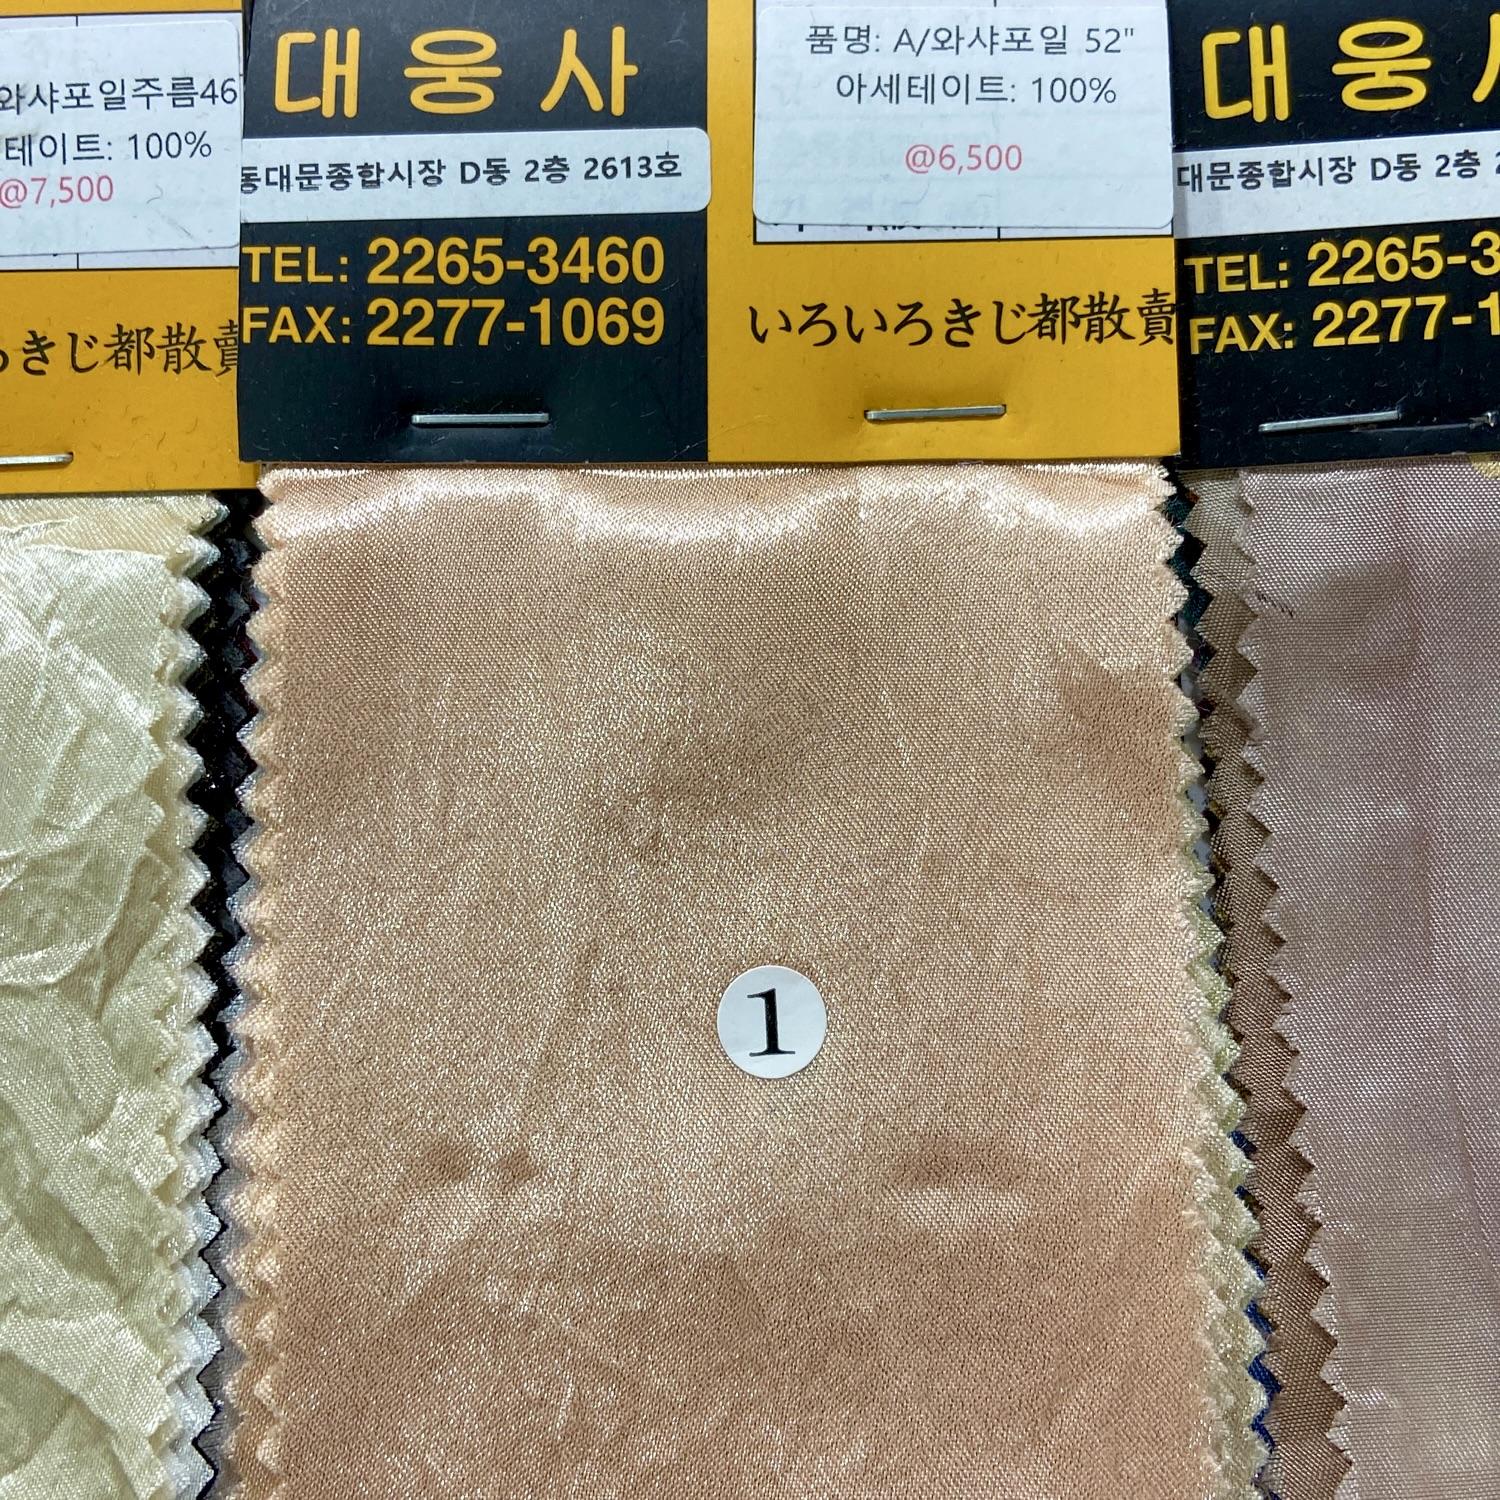 와샤포일주름46
테이트: 100%
@7,500
ろきじ都散賣
대웅사
동대문종합시장 D동 2층 2613호
TEL: 2265-3460
FAX: 2277-1069
품명: A/와샤포일 52"
아세테이트: 100%
@6,500
いろいろきじ都散賣
대웅
대문종합시장 D동 2층
TEL: 2265-3
FAX: 2277-1
1